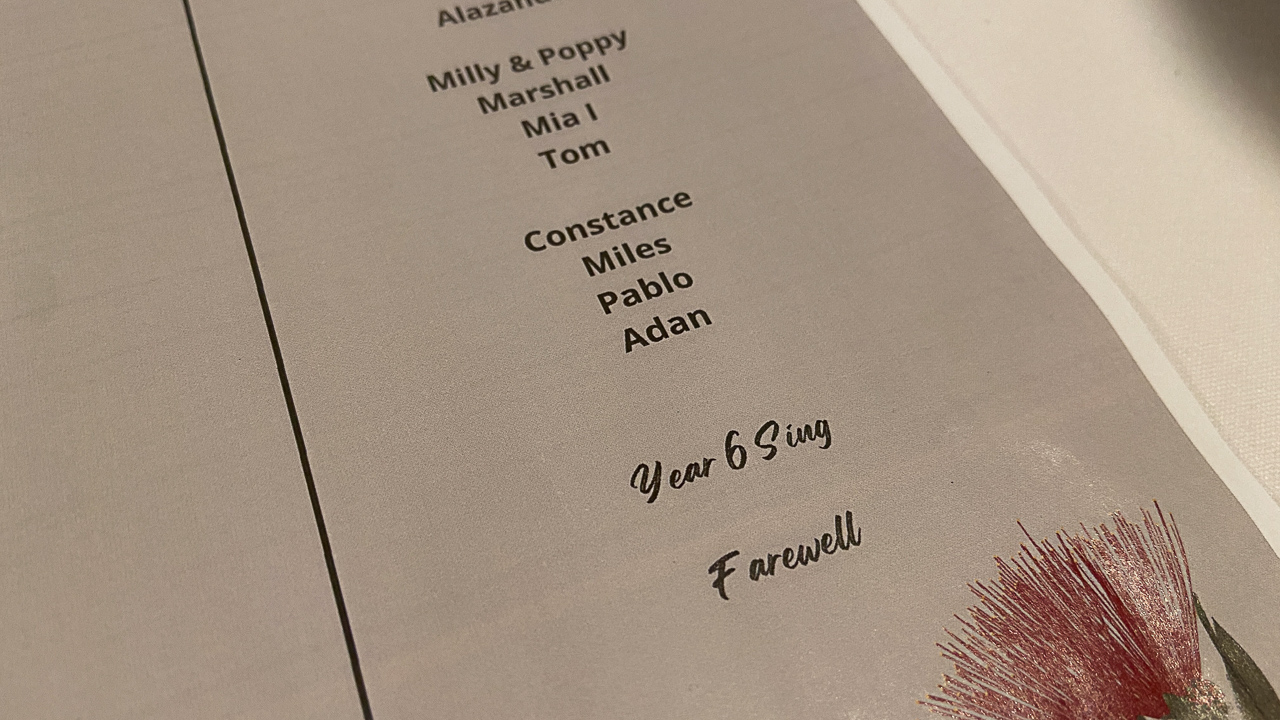 Milly & Poppy
Marshall
Mia I
Tom
Constance
Miles
Pablo
Adan
Year 6 Sing
Farewell